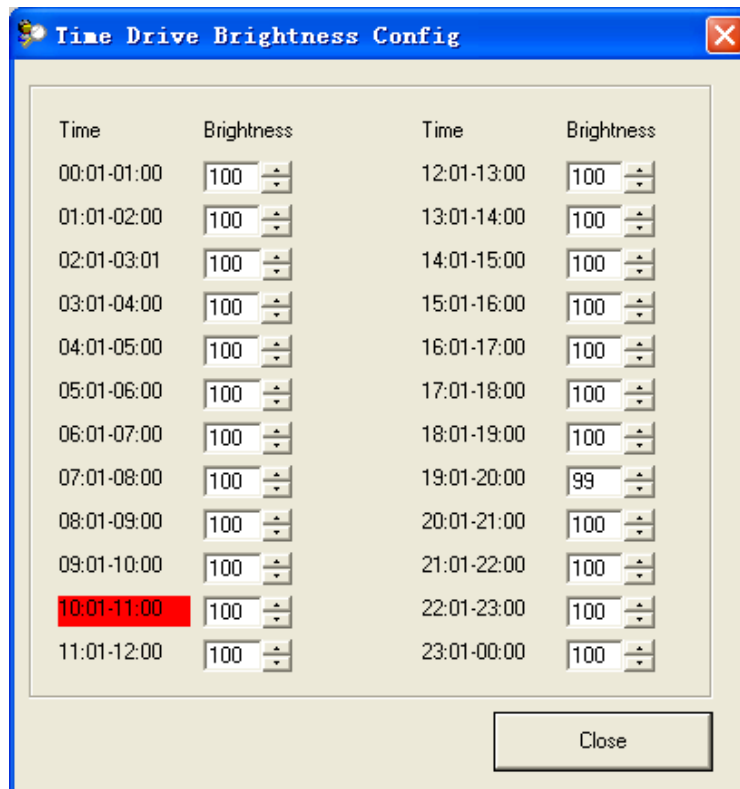 Time Drive Brightness Config
Time Brightness Time Brightness
00:01-01:00 100 12:01-13:00 100
01:01-02:00 100 13:01-14:00 100
02:01-03:01 100 14:01-15:00 100
03:01-04:00 100 15:01-16:00 100
04:01-05:00 100 16:01-17:00 100
05:01-06:00 100 17:01-18:00 100
06:01-07:00 100 18:01-19:00 100
07:01-08:00 100 19:01-20:00 99
08:01-09:00 100 20:01-21:00 100
09:01-10:00 100 21:01-22:00 100
10:01-11:00 100 22:01-23:00 100
11:01-12:00 100 23:01-00:00 100
Close